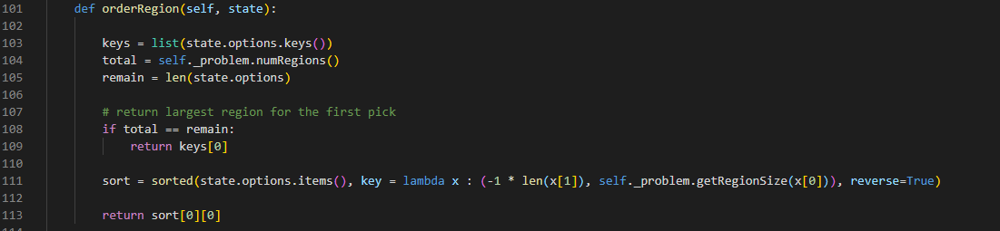 101 def orderRegion(self, state):
102
103 keys = list(state.options.keys())
104 total = self._problem.numRegions()
105 remain = len(state.options)
106
107 # return largest region for the first pick
108 if total == remain:
109 return keys[0]
110
111 sort = sorted(state.options.items(), key = lambda x : (-1 * len(x[1]), self._problem.getRegionSize(x[0])), reverse=True)
112
113 return sort[0][0]